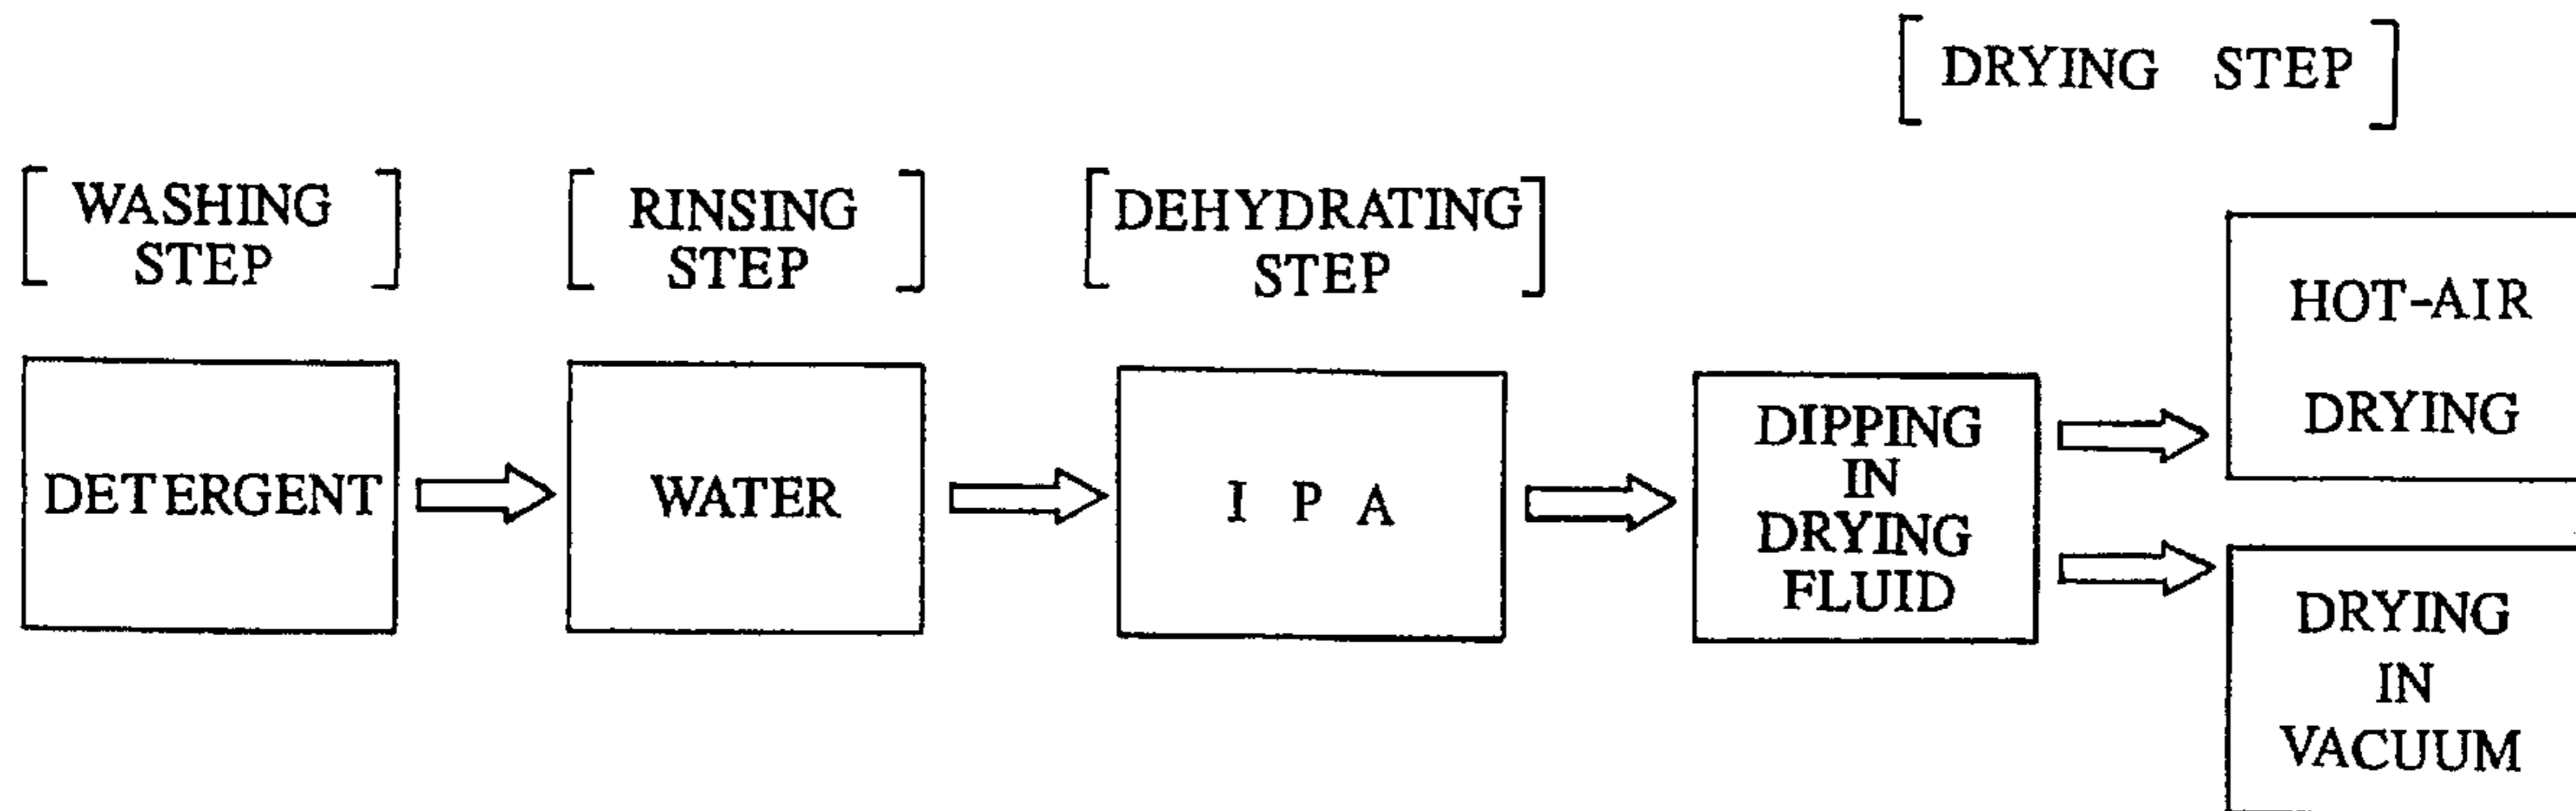 [ DRYING STEP ]
[ WASHING
STEP ]
[ RINSING
STEP ]
[ DEHYDRATING
STEP ]
DETERGENT
WATER
I P A
DIPPING
IN
DRYING
FLUID
HOT-AIR
DRYING
DRYING
IN
VACUUM